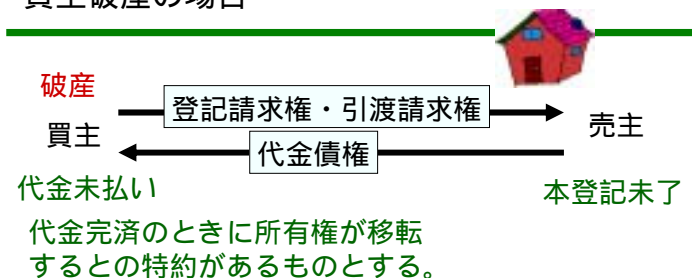 買主破産の場合
破産
登記請求権・引渡請求権
買主
売主
代金債権
代金未払い
本登記未了
代金完済のときに所有権が移転
するとの特約があるものとする。